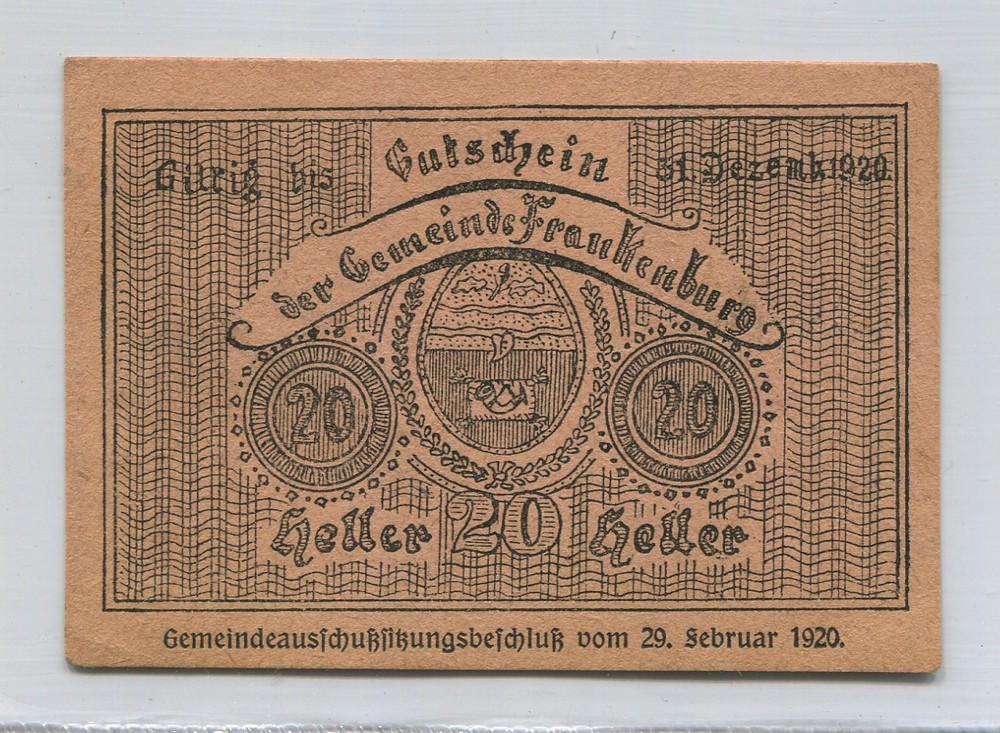 Gutschein
Giltig bis 31. Dezemb. 1920.
der Gemeinde Frankenburg
20 20
Heller 20 Heller
Gemeindeausſchußſitzungsbeſchluß vom 29. Februar 1920.